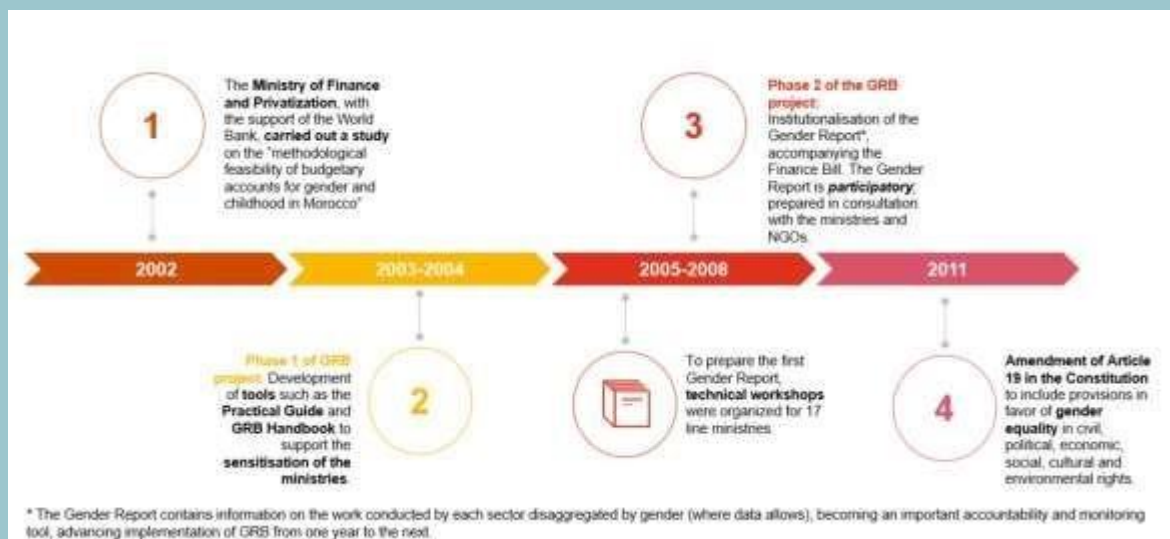 1
The Ministry of Finance
and Privatization, with
the support of the World
Bank, carried out a study
on the "methodological
feasibility of budgetary
accounts for gender and
childhood in Morocco"
3
Phase 2 of the GRB
project:
Institutionalisation of the
Gender Report*,
accompanying the
Finance Bill. The Gender
Report is participatory;
prepared in consultation
with the ministries and
NGOs.
2002
2003-2004
2005-2008
2011
Phase 1 of GRB
project: Development
of tools such as the
Practical Guide and
GRB Handbook to
support the
sensitisation of the
ministries.
2
To prepare the first
Gender Report,
technical workshops
were organized for 17
line ministries
4
Amendment of Article
19 in the Constitution
to include provisions in
favor of gender
equality in civil,
political, economic,
social, cultural and
environmental rights.
* The Gender Report contains information on the work conducted by each sector disaggregated by gender (where data allows), becoming an important accountability and monitoring
tool, advancing implementation of GRB from one year to the next.